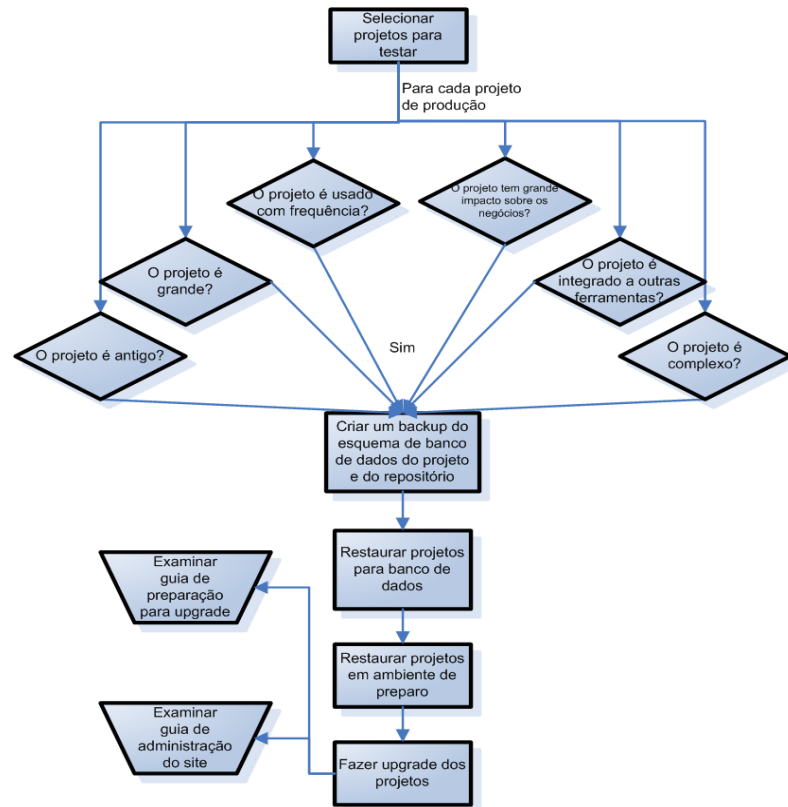 Selecionar
projetos para
testar
Para cada projeto
de produção
O projeto é usado
com frequência?
O projeto tem grande
impacto sobre os
negócios?
O projeto é
grande?
O projeto é
integrado a outras
ferramentas?
O projeto é antigo?
Sim
O projeto é
complexo?
Criar um backup do
esquema de banco
de dados do projeto
e do repositório
Restaurar projetos
para banco de
dados
Examinar
guia de
preparação
para upgrade
Restaurar projetos
em ambiente de
preparo
Examinar
guia de
administração
do site
Fazer upgrade dos
projetos